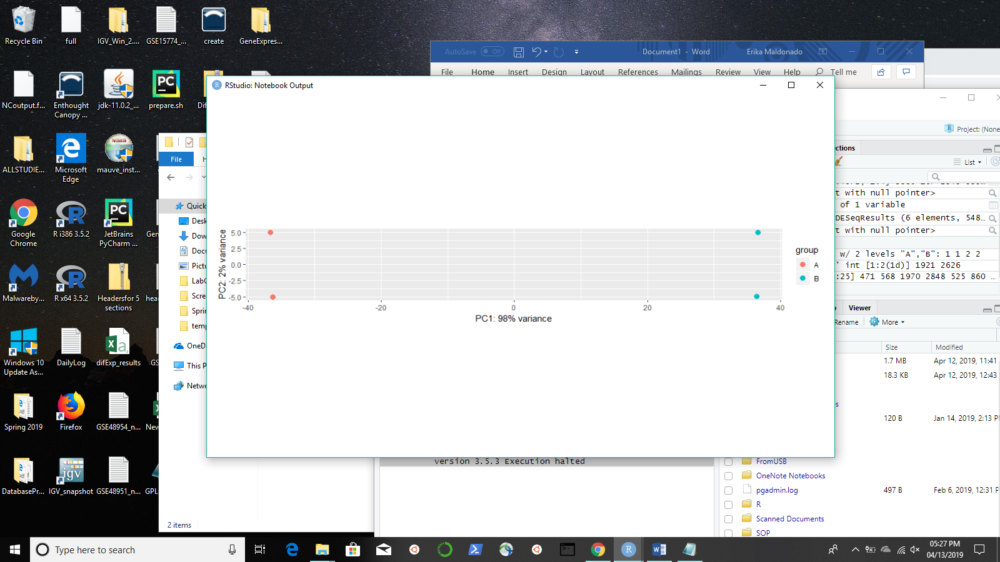 Recycle Bin
full
IGV_Win_2....
GSE15774_...
create
GeneExpres...
NCoutput.f...
Enthought
Canopy ...
jdk-11.0.2_...
prepare.sh
ALLSTUDIE...
Microsoft
Edge
mauve_inst...
Google
Chrome
R i386 3.5.2
JetBrains
PyCharm ...
Malwareby...
R x64 3.5.2
Headersfor 5
sections
Windows 10
Update As...
DailyLog
difExp_results
Spring 2019
Firefox
GSE48954_n...
DatabasePr...
IGV_snapshot
GSE48951_n...
AutoSave Off
Document1 - Word
Erika Maldonado
File Home Insert Design Layout References Mailings Review View Help Tell me
RStudio: Notebook Output
PC2: 2% variance
5.0
2.5
0.0
-2.5
-5.0
-40 -20 0 20 40
PC1: 98% variance
group
A
B
File
Quick
Desk
Dow
Docu
Pictu
LabC
Scre
Sprin
temp
OneD
This P
Netwo
2 items
Project: (None
ctions
List
t with null pointer>
of 1 variable
DESeqResults (6 elements, 548...
t with null pointer>
w/ 2 levels "A","B": 1 1 2 2
' int [1:2(1d)] 1921 2626
:25] 471 568 1970 2848 525 860 ...
Viewer
Rename More
Size Modified
1.7 MB Apr 12, 2019, 11:41
18.3 KB Apr 12, 2019, 12:43
120 B Jan 14, 2019, 2:13 P
version 3.5.3 Execution halted
FromUSB
OneNote Notebooks
pgadmin.log 497 B Feb 6, 2019, 12:31 P
R
Scanned Documents
SOP
Type here to search
05:27 PM
04/13/2019